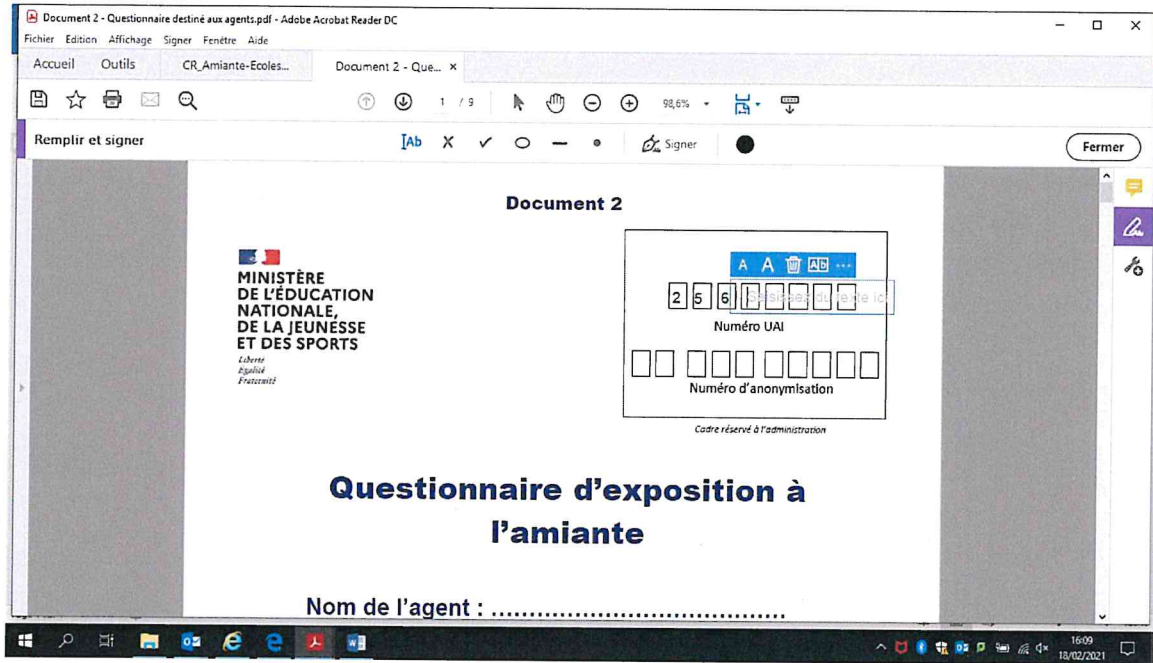 Document 2 - Questionnaire destiné aux agents.pdf - Adobe Acrobat Reader DC
Fichier Edition Affichage Signer Fenêtre Aide
Accueil Outils CR_Amiante-Ecoles... Document 2 - Que... ×
1 / 9 98,6%
Remplir et signer Ab Signer Fermer
Document 2
MINISTÈRE
DE L'ÉDUCATION
NATIONALE,
DE LA JEUNESSE
ET DES SPORTS
Liberté
Égalité
Fraternité
A A Ab ...
2 5 6 Saisissez du texte ici
Numéro UAI
Numéro d'anonymisation
Cadre réservé à l'administration
Questionnaire d'exposition à
l'amiante
Nom de l'agent : ......................................
16:09
18/02/2021